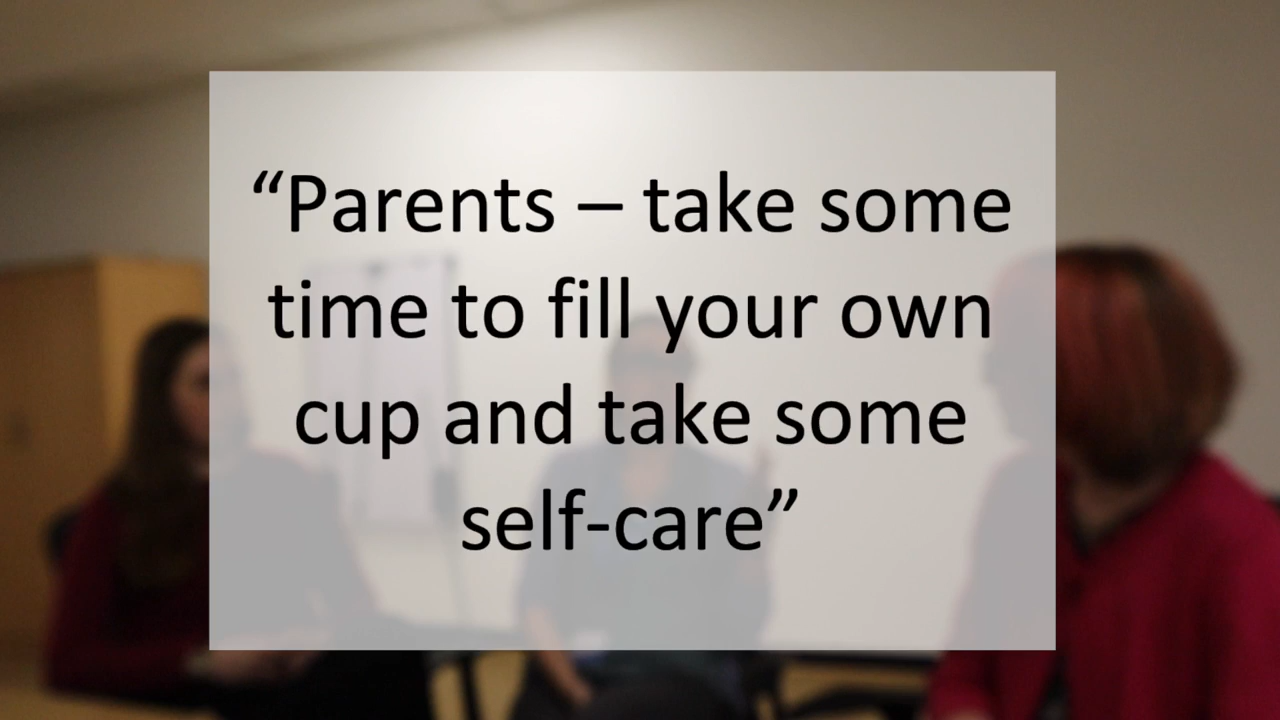 “Parents – take some
time to fill your own
cup and take some
self-care”